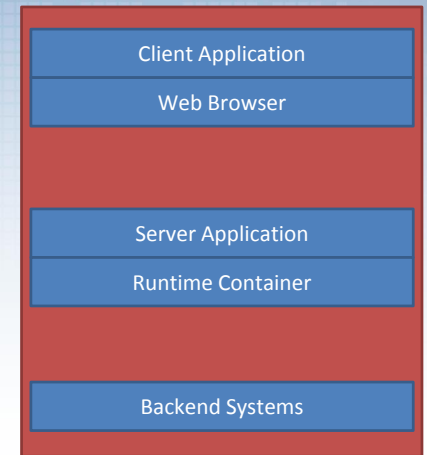 Client Application
Web Browser
Server Application
Runtime Container
Backend Systems